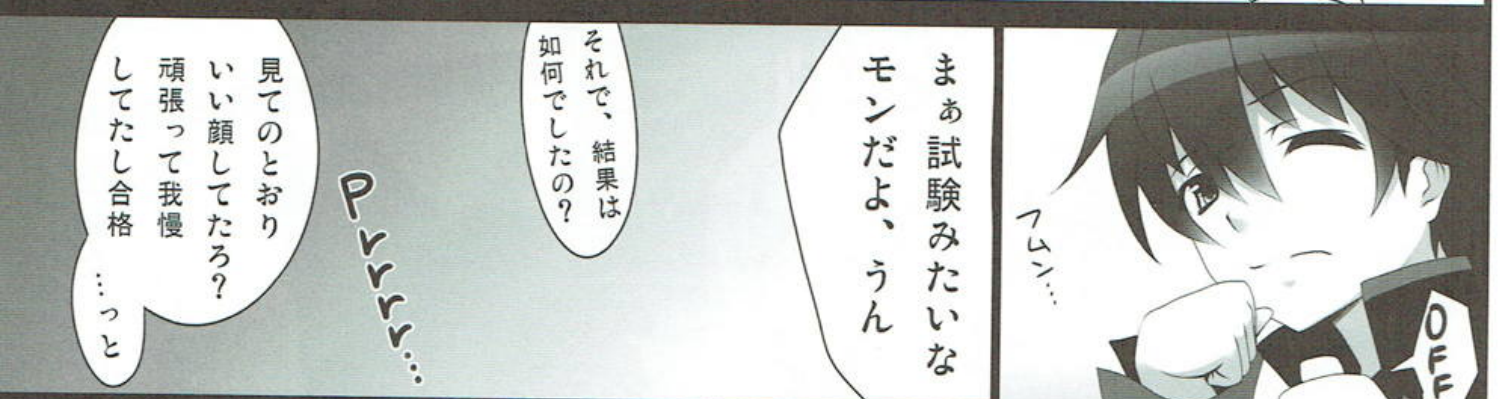 フムン…
OFF
まぁ試験みたいな
モンだよ、うん
それで、結果は
如何でしたの?
Prrrr…
見てのとおり
いい顔してたろ?
頑張って我慢
してたし合格
…っと